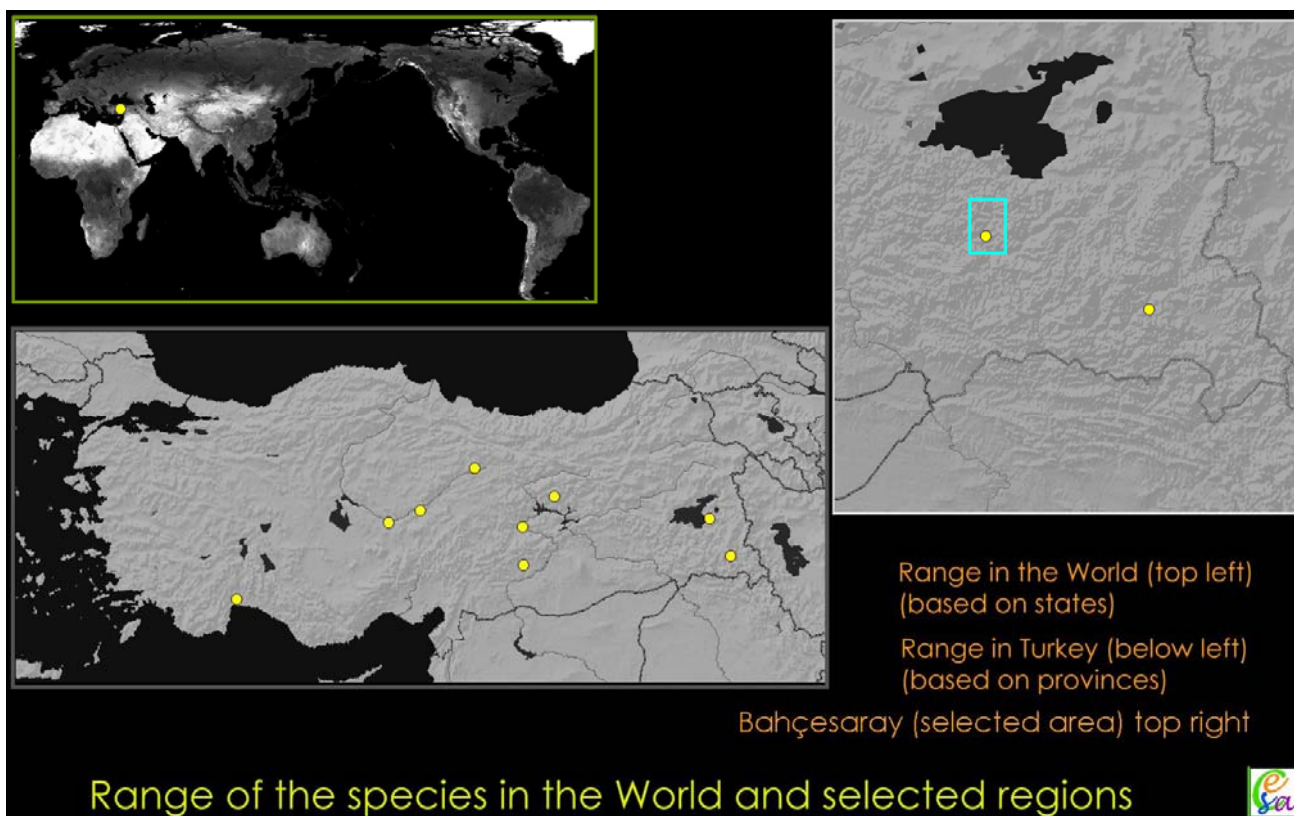 Range in the World (top left)
(based on states)
Range in Turkey (below left)
(based on provinces)
Bahçesaray (selected area) top right
Range of the species in the World and selected regions
esa